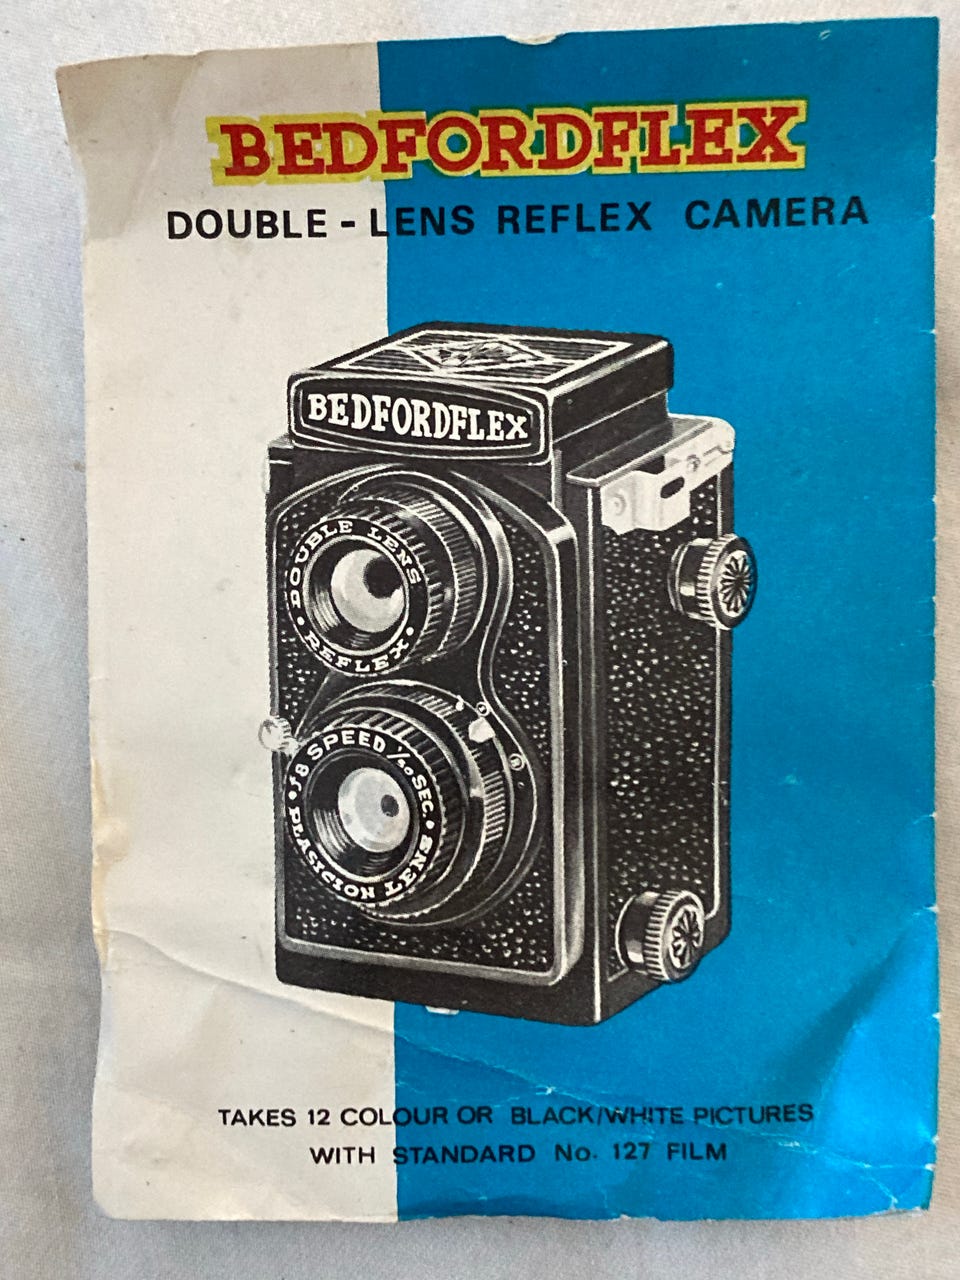 BEDFORDFLEX
DOUBLE - LENS REFLEX CAMERA
BEDFORDFLEX
DOUBLE LENS
• REFLEX •
• f8 SPEED 1/50 SEC. •
PLASICION LENS
TAKES 12 COLOUR OR BLACK/WHITE PICTURES
WITH STANDARD No. 127 FILM